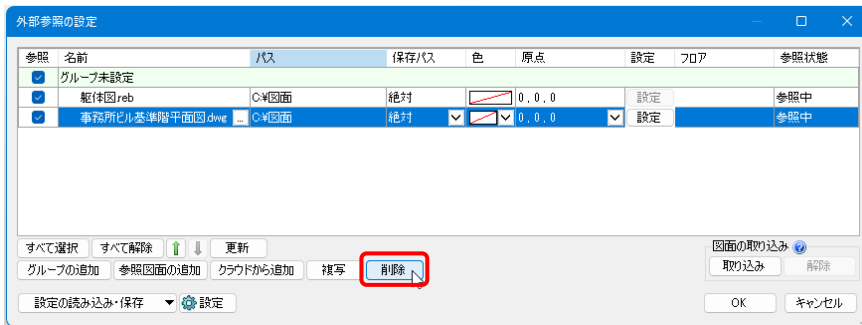 外部参照の設定
参照 名前 パス 保存パス 色 原点 設定 フロア 参照状態
グループ未設定
躯体図.reb C:¥図面 絶対 0, 0, 0 設定 参照中
事務所ビル基準階平面図.dwg ... C:¥図面 絶対 0, 0, 0 設定 参照中
すべて選択 すべて解除 更新 図面の取り込み
グループの追加 参照図面の追加 クラウドから追加 複写 削除 取り込み 解除
設定の読み込み・保存 設定 OK キャンセル